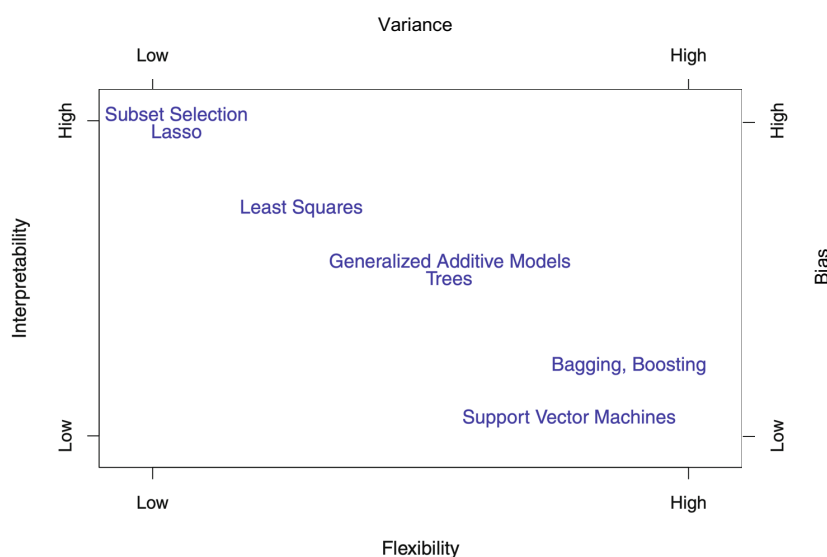 Variance
Low High
High
High
Subset Selection
Lasso
Least Squares
Interpretability
Bias
Generalized Additive Models
Trees
Bagging, Boosting
Support Vector Machines
Low
Low
Low High
Flexibility